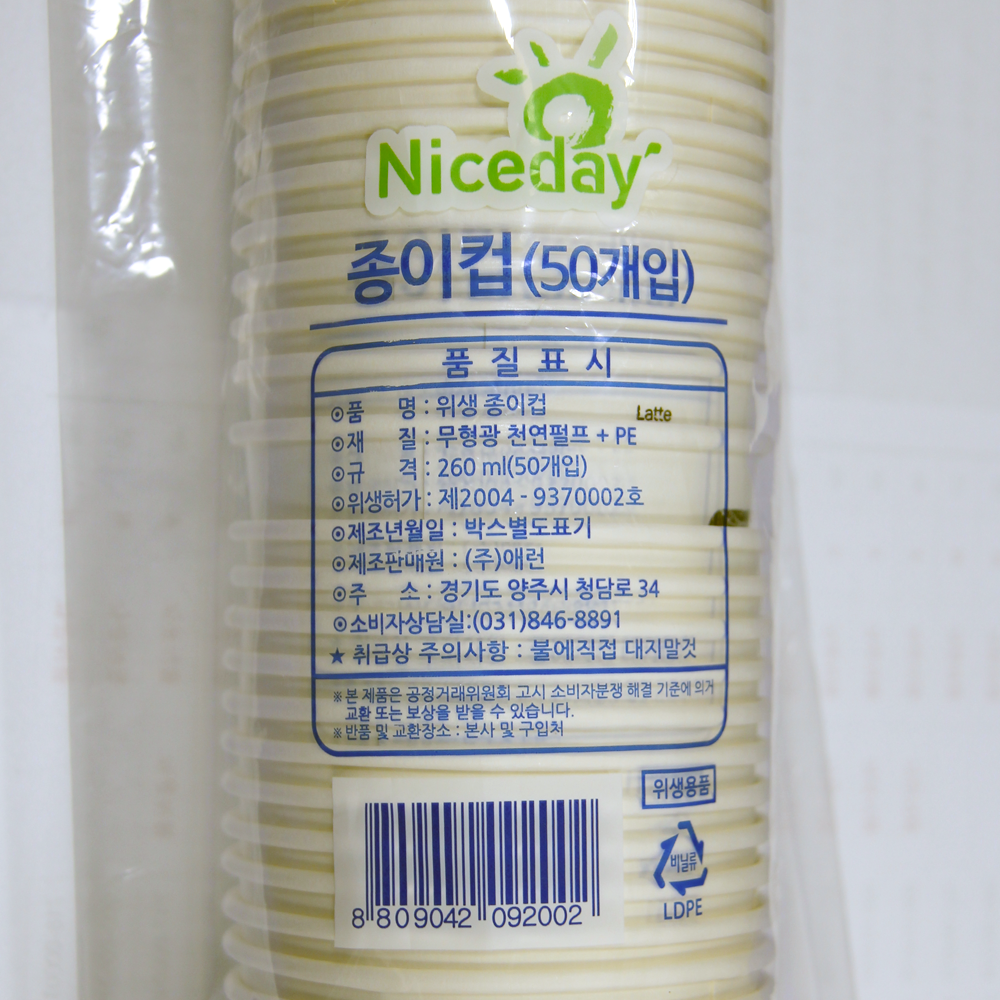 Niceday
종이컵(50개입)
품 질 표 시
⊙품 명 : 위생 종이컵
Latte
⊙재 질 : 무형광 천연펄프 + PE
⊙규 격 : 260 ml(50개입)
⊙위생허가 : 제2004 - 9370002호
⊙제조년월일 : 박스별도표기
⊙제조판매원 : (주)애런
⊙주 소 : 경기도 양주시 청담로 34
⊙소비자상담실:(031)846-8891
★ 취급상 주의사항 : 불에직접 대지말것
※본 제품은 공정거래위원회 고시 소비자분쟁 해결 기준에 의거
교환 또는 보상을 받을 수 있습니다.
※반품 및 교환장소 : 본사 및 구입처
위생용품
비닐류
LDPE
8 809042 092002